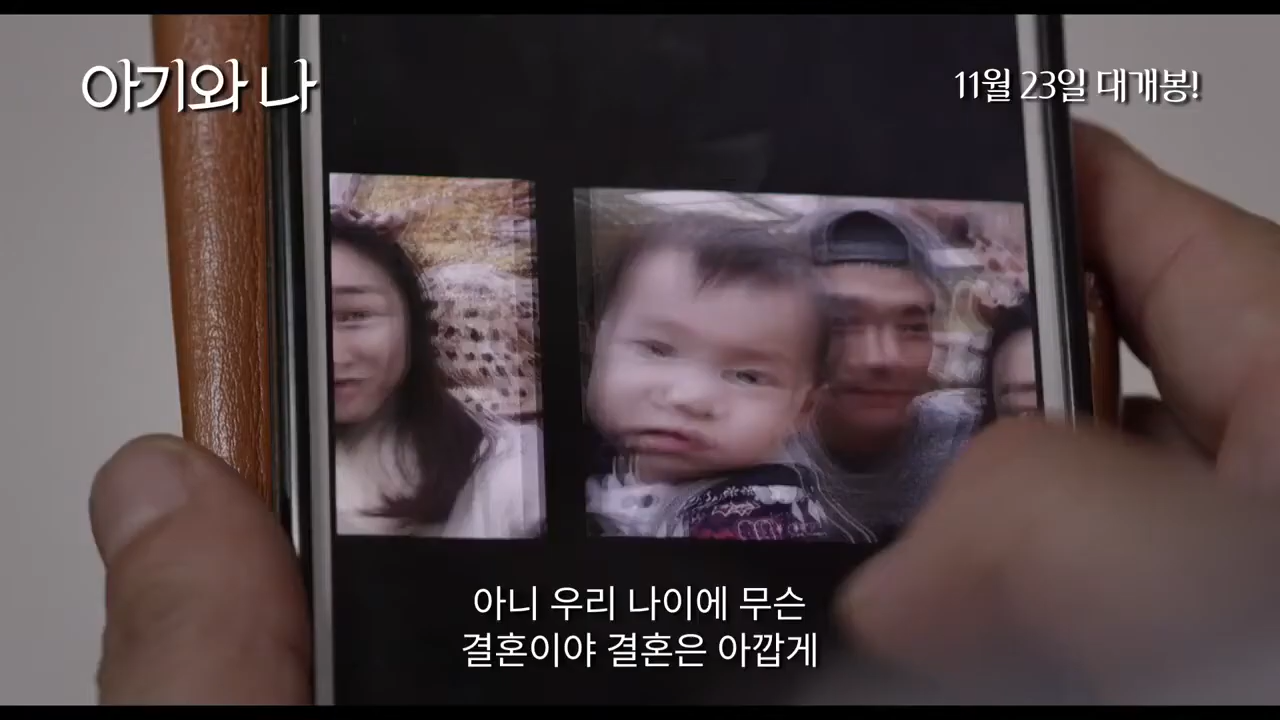 아기와 나
11월 23일 대개봉!
아니 우리 나이에 무슨
결혼이야 결혼은 아깝게